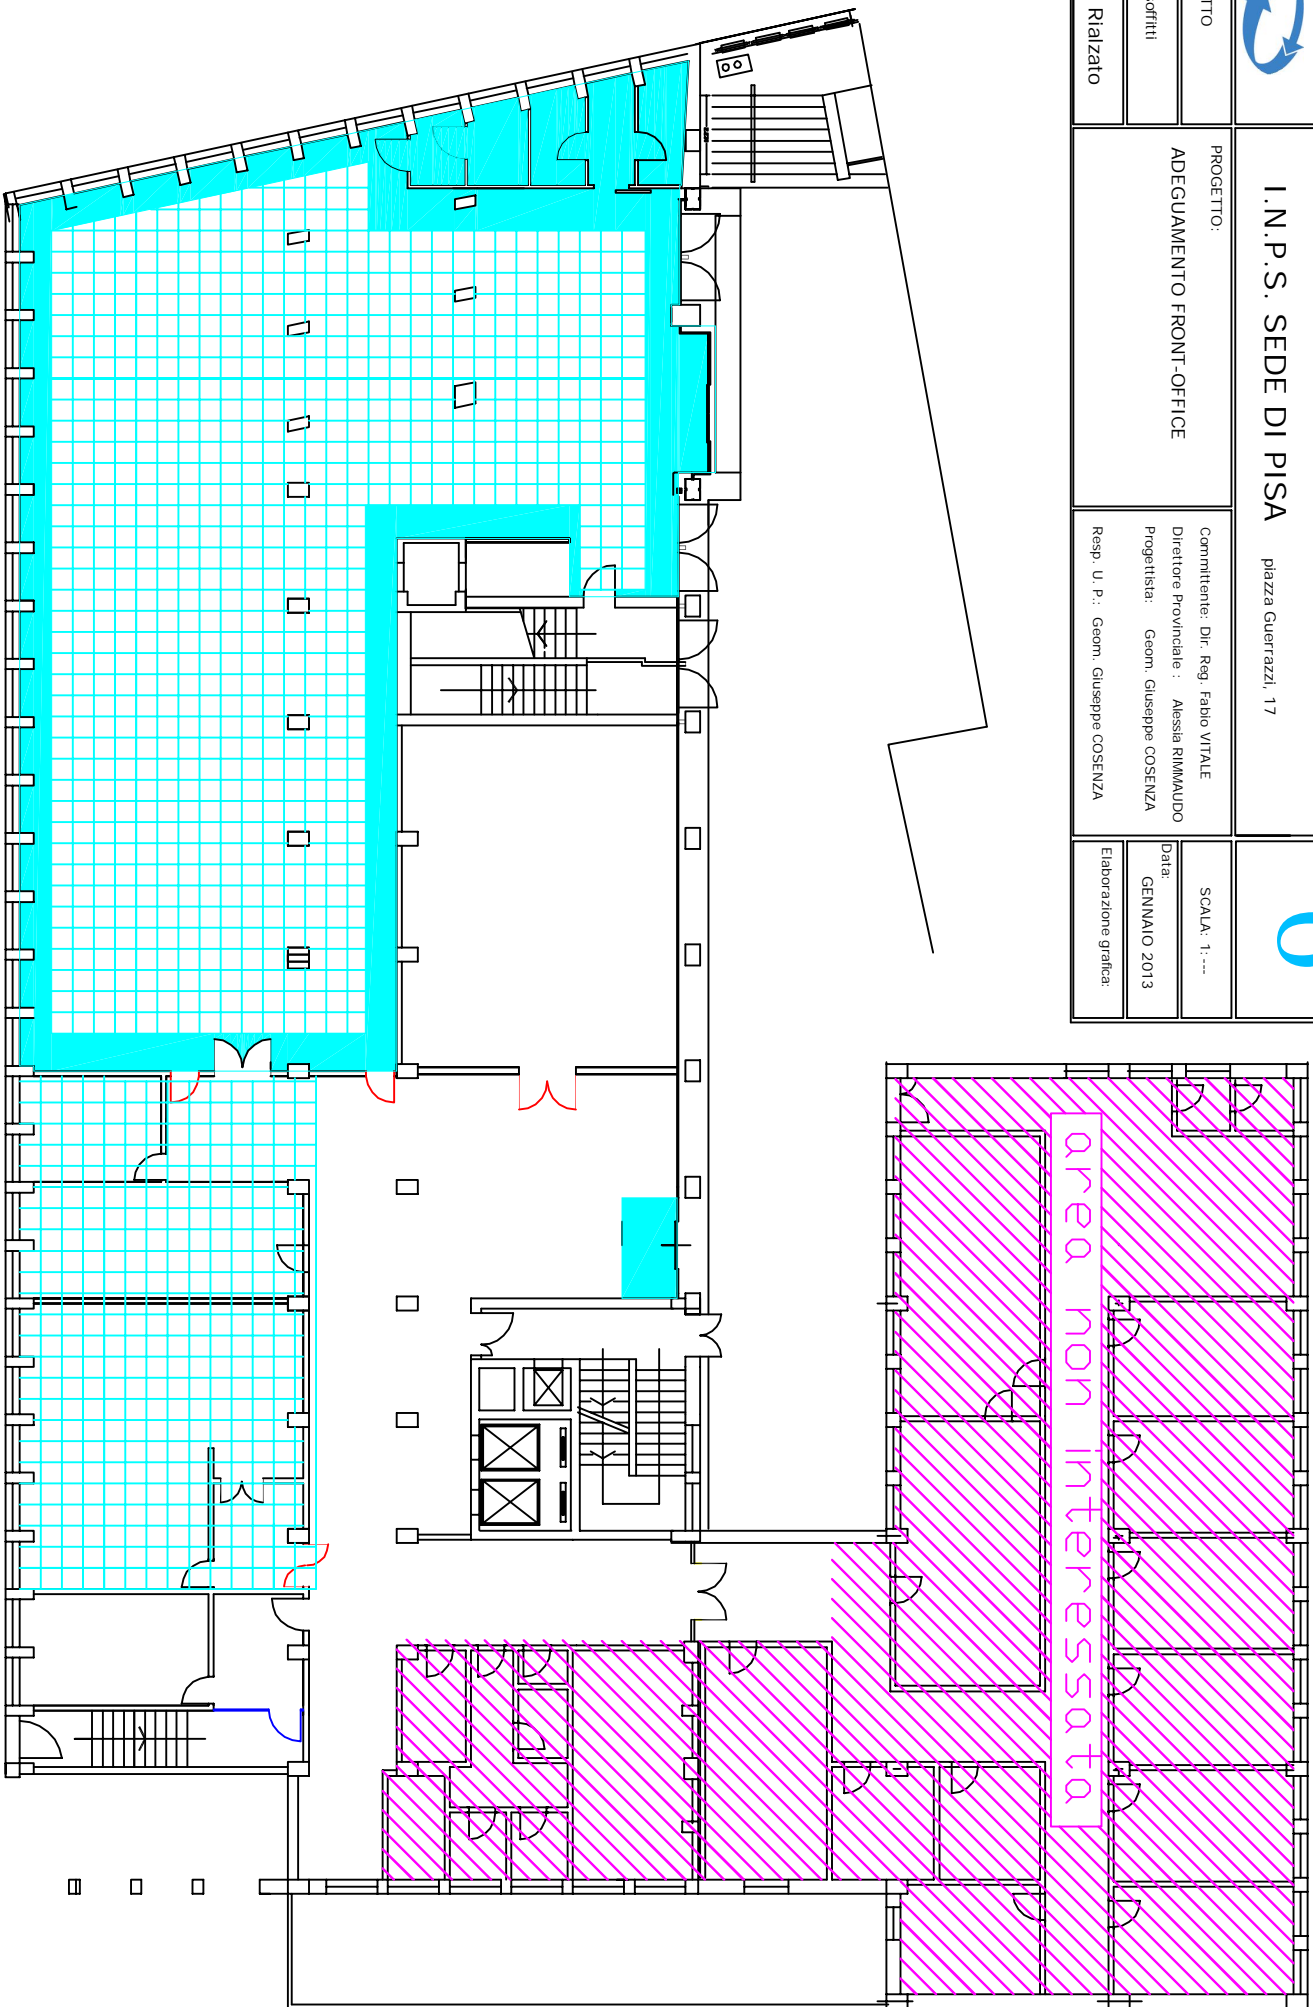 I.N.P.S. SEDE DI PISA piazza Guerrazzi, 17
PROGETTO:
ADEGUAMENTO FRONT-OFFICE
Committente: Dir. Reg. Fabio VITALE
Direttore Provinciale : Alessia RIMMAUDO
Progettista: Geom. Giuseppe COSENZA
Resp. U. P.: Geom. Giuseppe COSENZA
SCALA: 1:---
Data:
GENNAIO 2013
Elaborazione grafica:
Rialzato
area non interessata